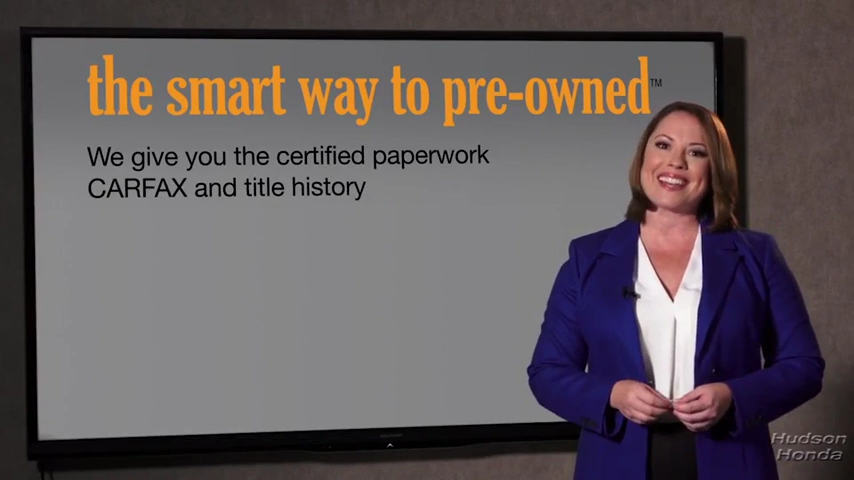 the smart way to pre-owned™
We give you the certified paperwork
CARFAX and title history
Hudson
Honda